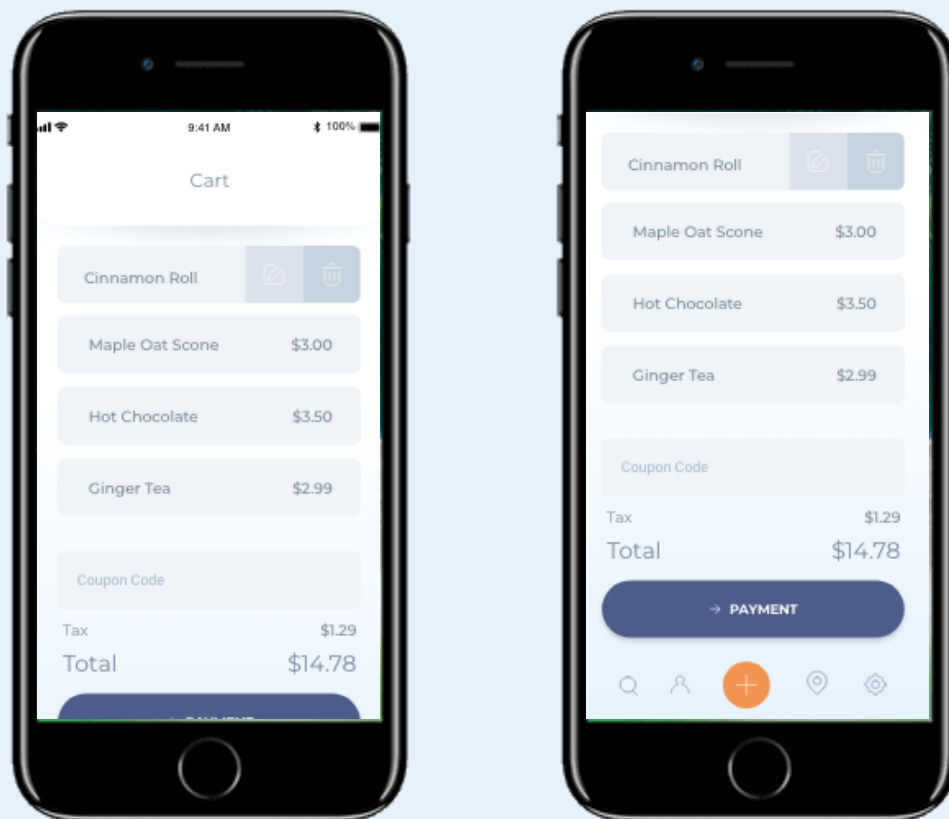 9:41 AM 100%
Cart
Cinnamon Roll
Maple Oat Scone $3.00
Hot Chocolate $3.50
Ginger Tea $2.99
Coupon Code
Tax $1.29
Total $14.78
PAYMENT
Cinnamon Roll
Maple Oat Scone $3.00
Hot Chocolate $3.50
Ginger Tea $2.99
Coupon Code
Tax $1.29
Total $14.78
→ PAYMENT